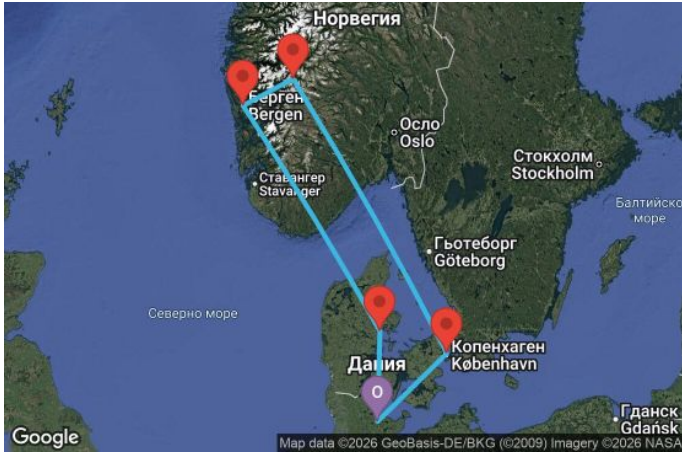 Норвегия
Берген
Bergen
Осло
Oslo
Стокхолм
Stockholm
Ставангер
Stavanger
Балтийско
море
Гьотеборг
Göteborg
Северно море
Копенхаген
København
Дания
O
Гданск
Gdańsk
Google
Map data ©2026 GeoBasis-DE/BKG (©2009) Imagery ©2026 NASA